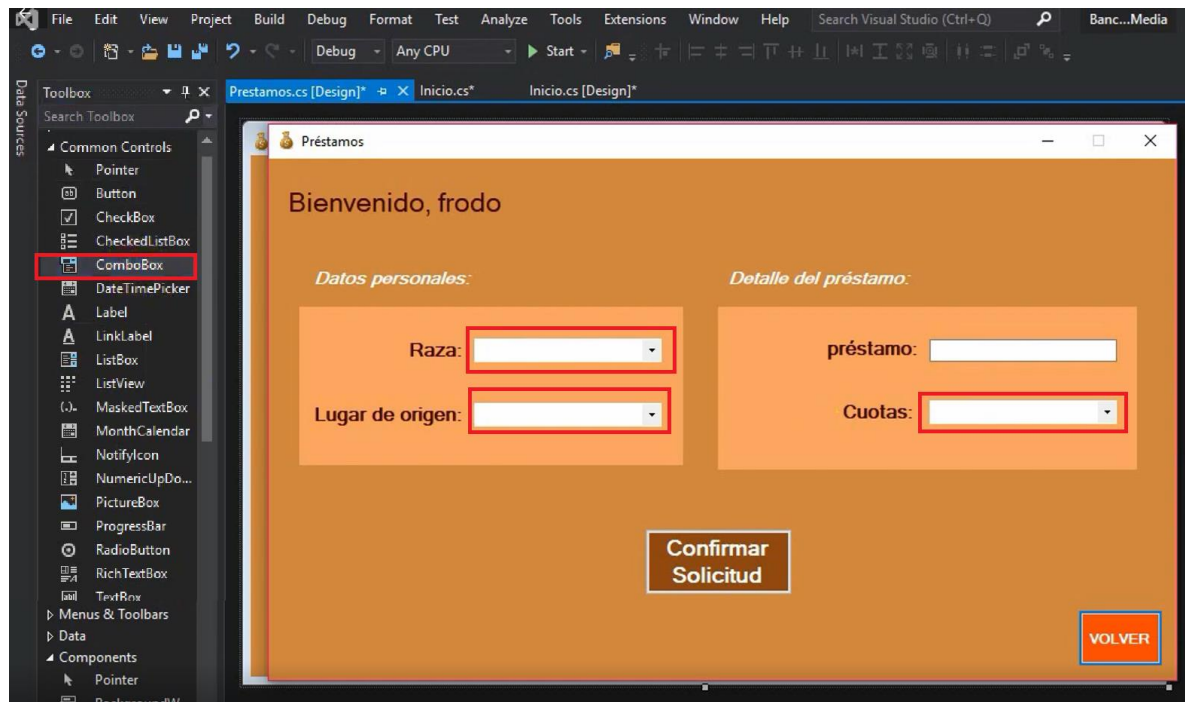 File Edit View Project Build Debug Format Test Analyze Tools Extensions Window Help Search Visual Studio (Ctrl+Q) Banc...Media
Debug Any CPU Start
Data Sources
Toolbox
Prestamos.cs [Design]* Inicio.cs* Inicio.cs [Design]*
Search Toolbox
Common Controls
Pointer
Button
CheckBox
CheckedListBox
ComboBox
DateTimePicker
Label
LinkLabel
ListBox
ListView
MaskedTextBox
MonthCalendar
NotifyIcon
NumericUpDo...
PictureBox
ProgressBar
RadioButton
RichTextBox
TextBox
Menus & Toolbars
Data
Components
Pointer
Préstamos
Bienvenido, frodo
Datos personales:
Raza:
Lugar de origen:
Detalle del préstamo:
préstamo:
Cuotas:
Confirmar
Solicitud
VOLVER